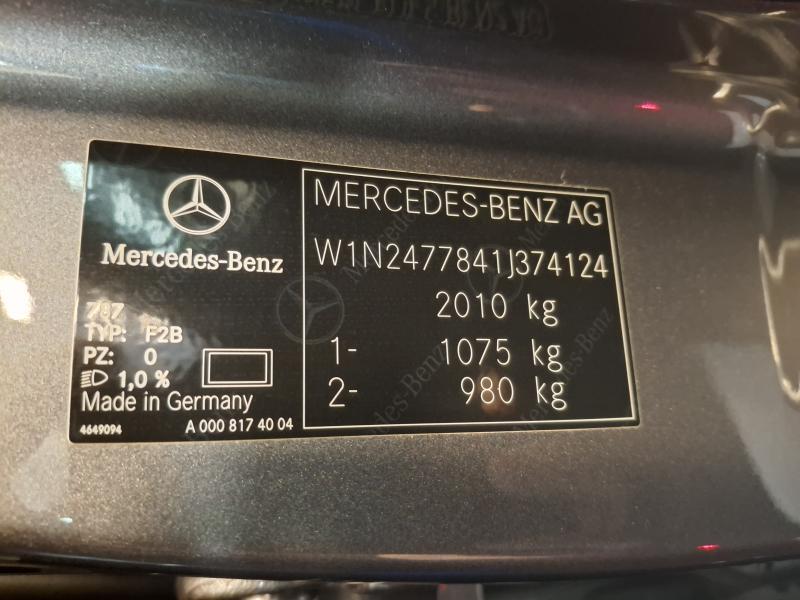 Mercedes-Benz
787
TYP: F2B
PZ: 0
1,0 %
Made in Germany
4649094
A 000 817 40 04
MERCEDES-BENZ AG
W1N2477841J374124
2010 kg
1- 1075 kg
2- 980 kg